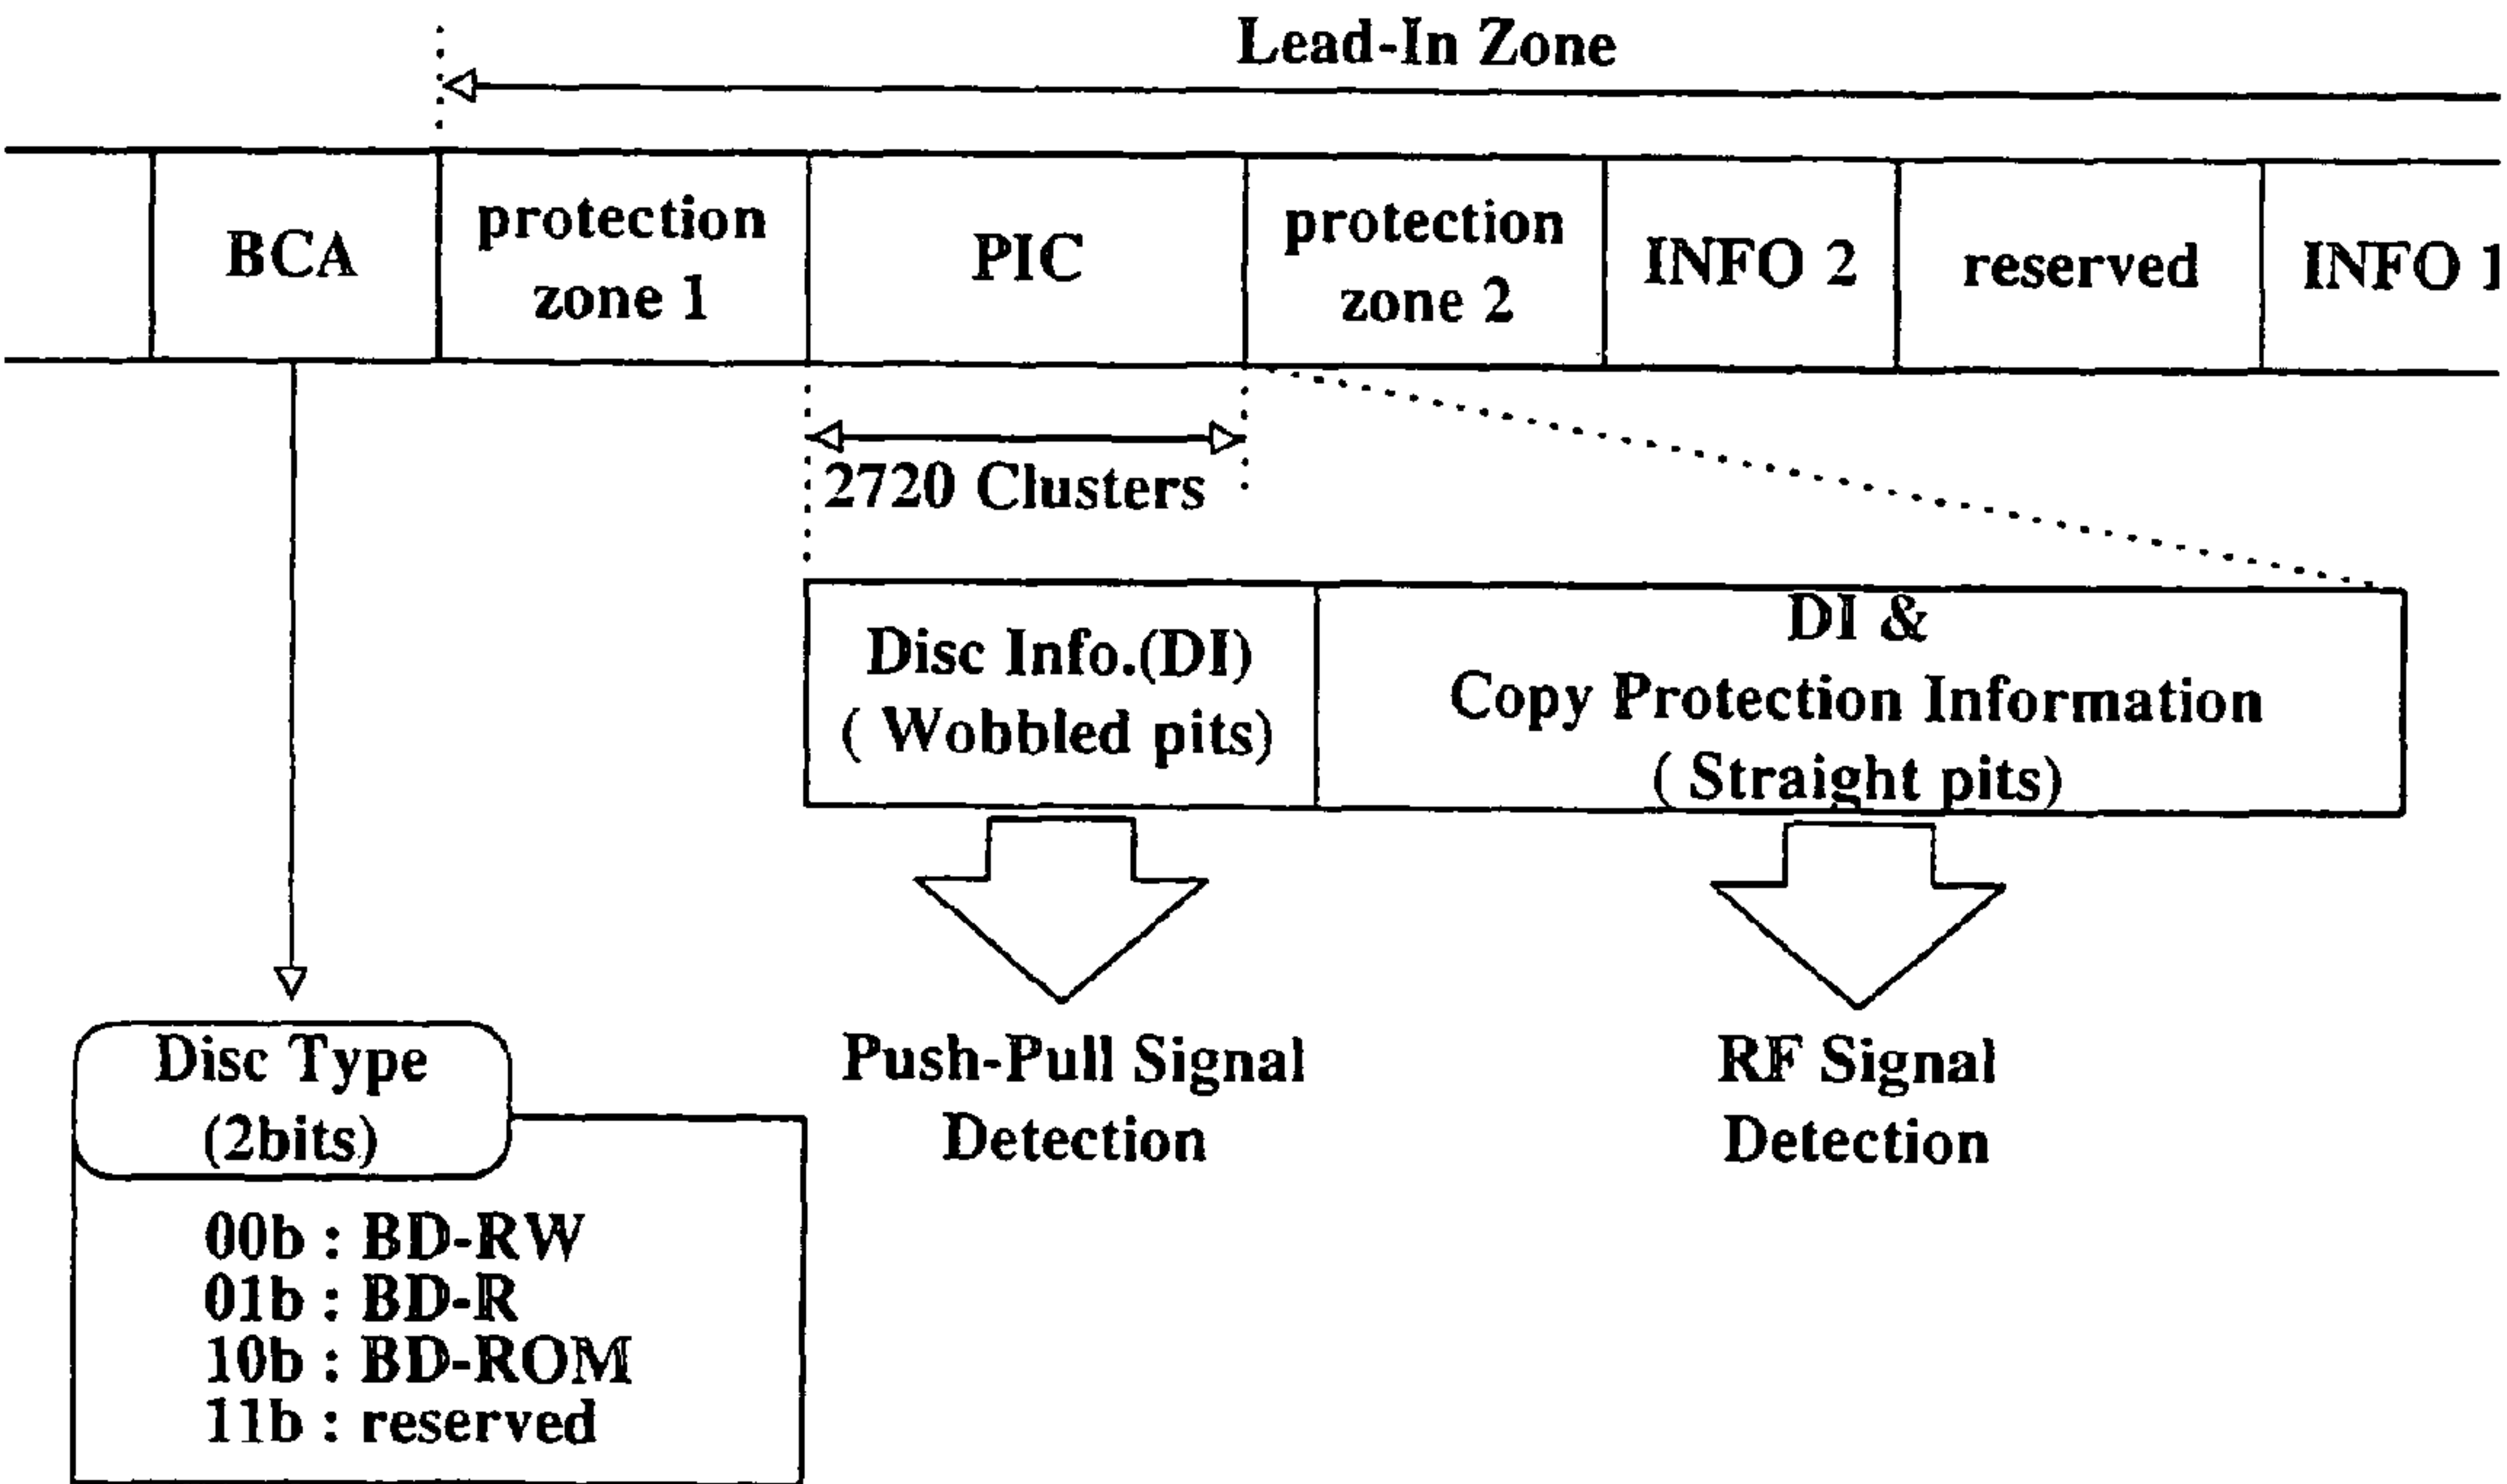 Lead-In Zone
BCA
protection
zone 1
PIC
protection
zone 2
INFO 2
reserved
INFO 1
2720 Clusters
Disc Info.(DI)
( Wobbled pits)
DI &
Copy Protection Information
( Straight pits)
Push-Pull Signal
Detection
RF Signal
Detection
Disc Type
(2bits)
00b : BD-RW
01b : BD-R
10b : BD-ROM
11b : reserved